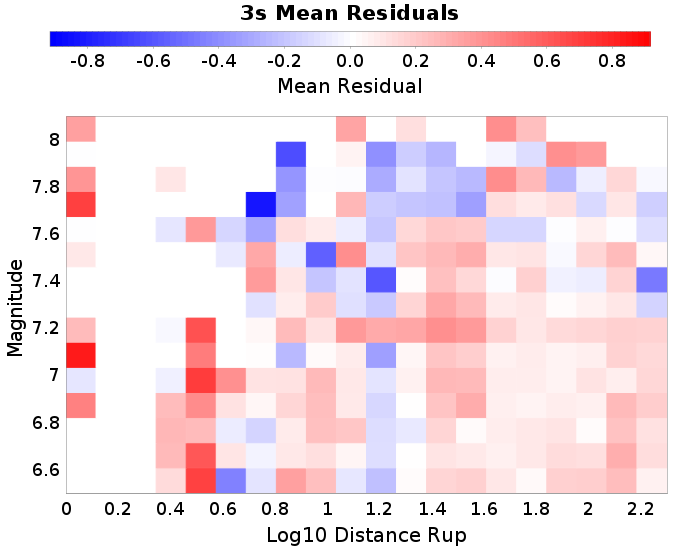 3s Mean Residuals
-0.8 -0.6 -0.4 -0.2 0.0 0.2 0.4 0.6 0.8
Mean Residual
8
7.8
7.6
7.4
7.2
7
6.8
6.6
Magnitude
0 0.2 0.4 0.6 0.8 1 1.2 1.4 1.6 1.8 2 2.2
Log10 Distance Rup